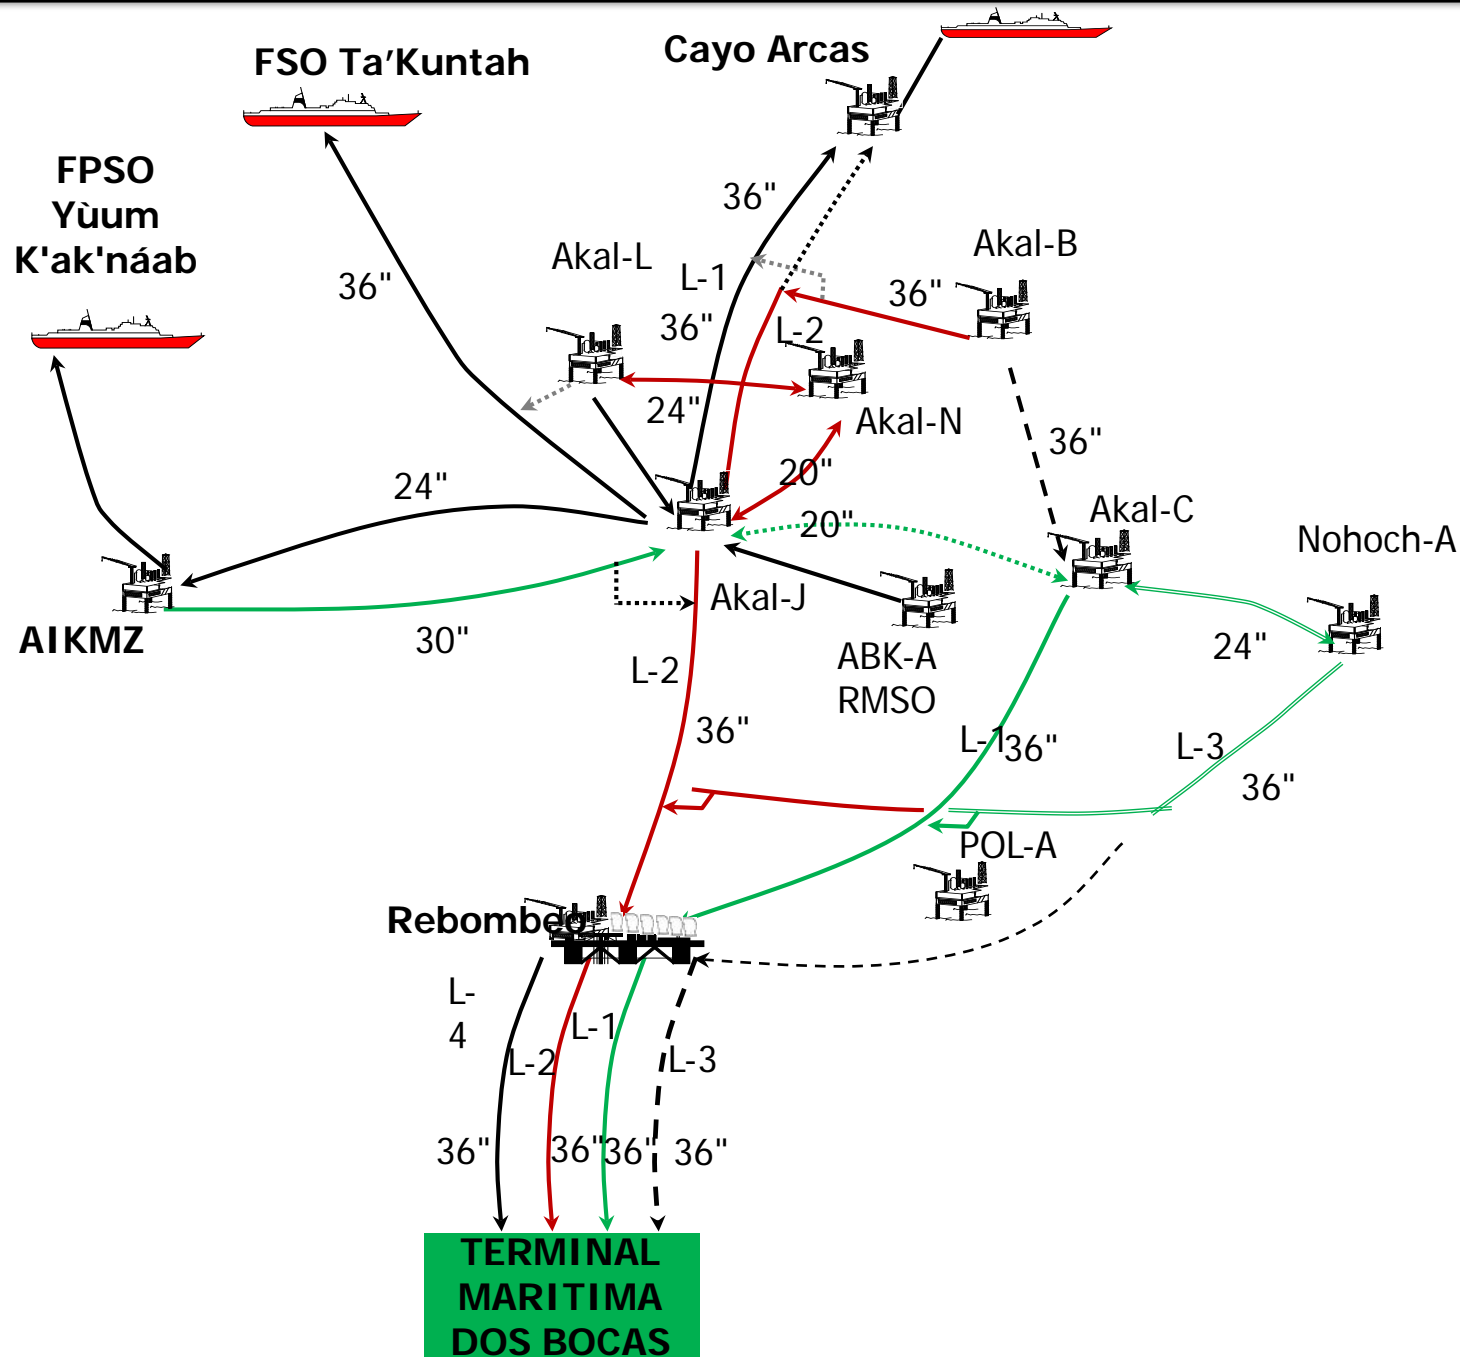 Cayo Arcas
FSO Ta’Kuntah
FPSO
Yùum
K'ak'náab
36"
Akal-B
Akal-L
L-1
36"
36"
36"
L-2
24"
Akal-N
36"
20"
24"
20"
Akal-C
Nohoch-A
Akal-J
AIKMZ
30"
24"
ABK-A
RMSO
L-2
36"
L-1
36"
L-3
36"
POL-A
Rebombeo
L-
4
L-1
L-2
L-3
36"
36"
36"
36"
TERMINAL
MARITIMA
DOS BOCAS